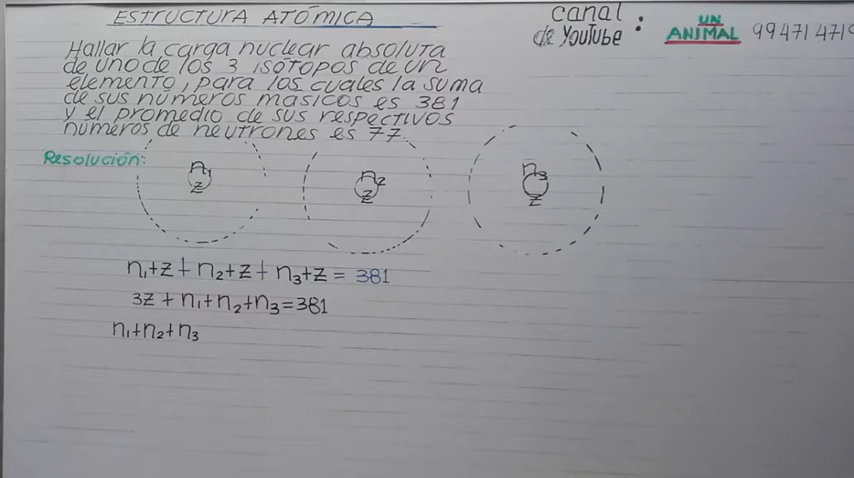 ESTRUCTURA ATÓMICA
canal de YouTube: UN ANIMAL 994714719
Hallar la carga nuclear absoluta
de uno de los 3 isótopos de un
elemento, para los cuales la suma
de sus números másicos es 381
y el promedio de sus respectivos
números de neutrones es 77.
Resolución:
n₁ n₂ n₃
z z z
n₁+z+n₂+z+n₃+z=381
3z+n₁+n₂+n₃=381
n₁+n₂+n₃